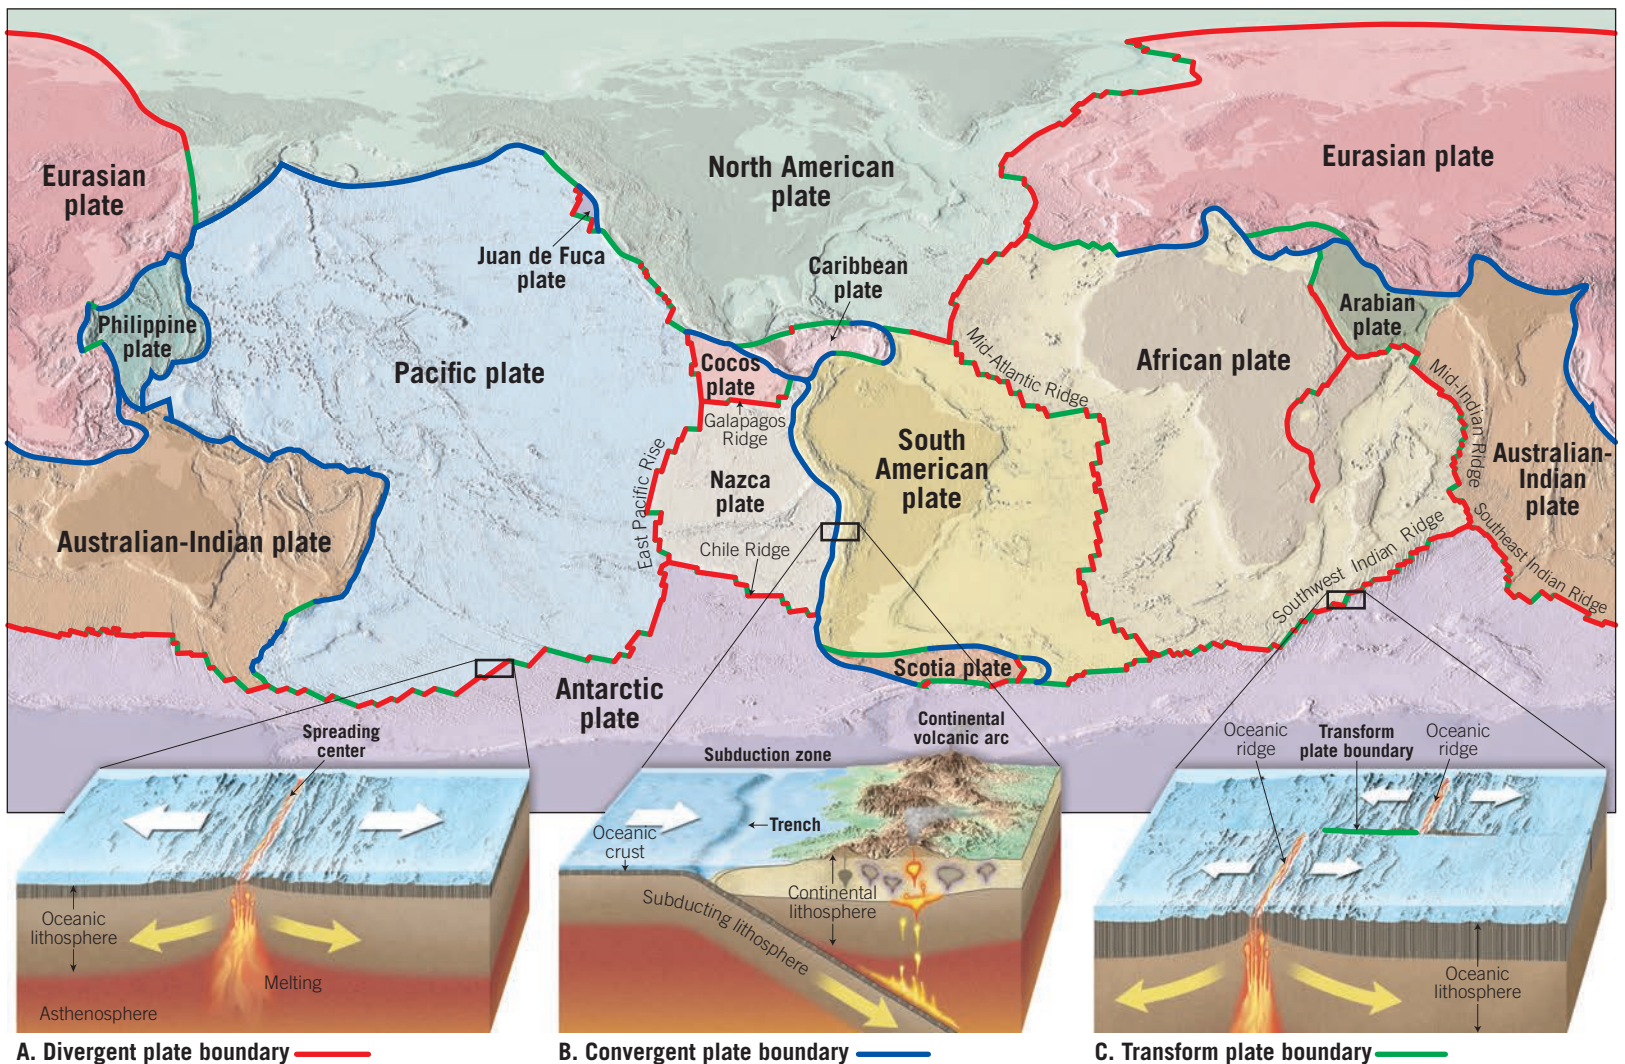 Eurasian
plate
North American
plate
Eurasian plate
Juan de Fuca
plate
Caribbean
plate
Philippine
plate
Arabian
plate
Pacific plate
Cocos
plate
Mid-Atlantic Ridge
African plate
Mid-Indian Ridge
Galapagos
Ridge
South
American
plate
Australian-
Indian
plate
East Pacific Rise
Nazca
plate
Australian-Indian plate
Chile Ridge
Southwest Indian Ridge
Southeast Indian Ridge
Scotia plate
Antarctic
plate
Spreading
center
Oceanic
lithosphere
Melting
Asthenosphere
Subduction zone
Continental
volcanic arc
Trench
Oceanic
crust
Continental
lithosphere
Subducting lithosphere
Oceanic
ridge
Transform
plate boundary
Oceanic
ridge
Oceanic
lithosphere
A. Divergent plate boundary
B. Convergent plate boundary
C. Transform plate boundary